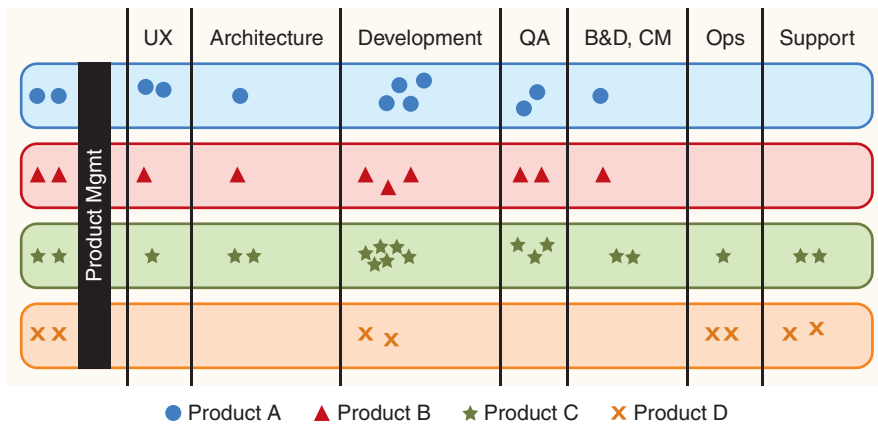 UX Architecture Development QA B&D, CM Ops Support
Product Mgmt
Product A Product B Product C Product D